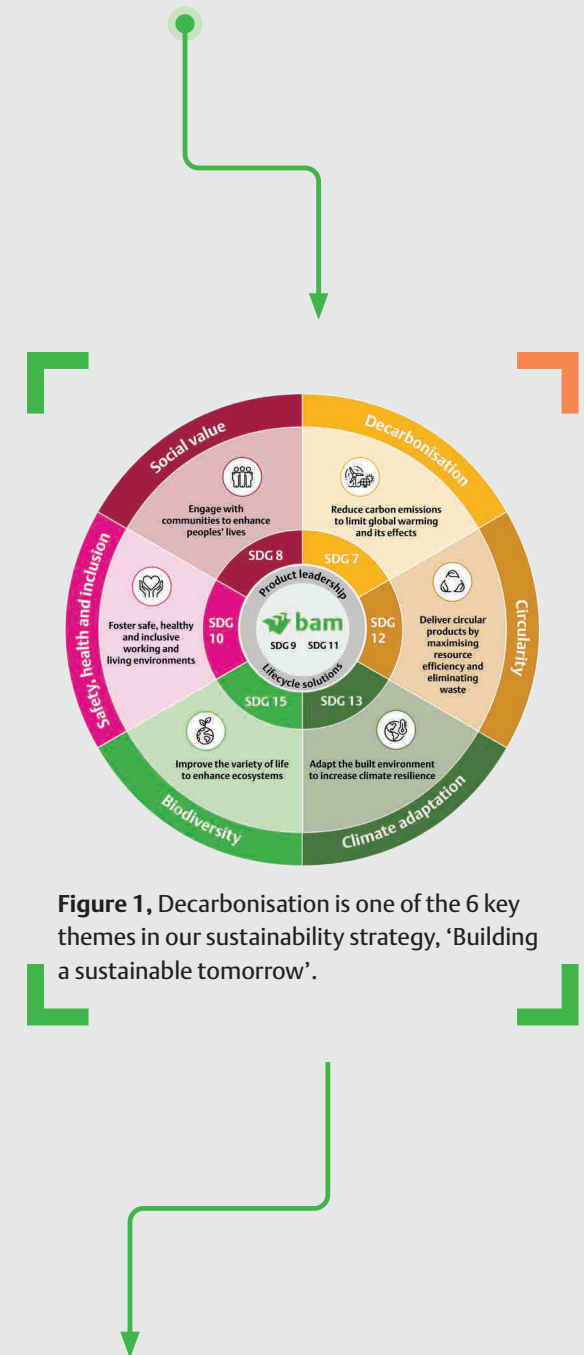 Social value
Engage with
communities to enhance
peoples' lives
SDG 8
Decarbonisation
Reduce carbon emissions
to limit global warming
and its effects
SDG 7
Circularity
Deliver circular
products by
maximising
resource
efficiency and
eliminating
waste
SDG
12
Climate adaptation
Adapt the built environment
to increase climate resilience
SDG 13
Biodiversity
Improve the variety of life
to enhance ecosystems
SDG 15
Safety, health and inclusion
Foster safe, healthy
and inclusive
working and
living environments
SDG
10
Product leadership
bam
SDG 9 SDG 11
Lifecycle solutions
Figure 1, Decarbonisation is one of the 6 key
themes in our sustainability strategy, ‘Building
a sustainable tomorrow’.